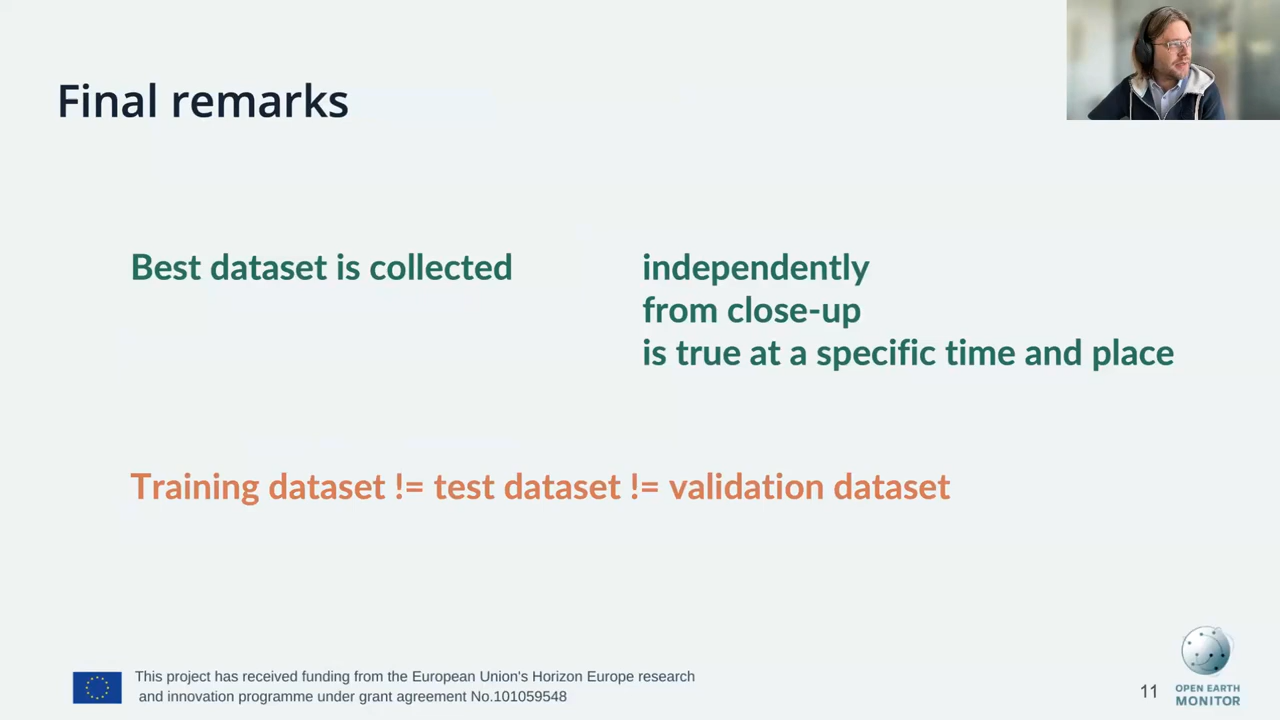 Final remarks
Best dataset is collected
independently
from close-up
is true at a specific time and place
Training dataset != test dataset != validation dataset
This project has received funding from the European Union's Horizon Europe research
and innovation programme under grant agreement No.101059548
11
OPEN EARTH
MONITOR